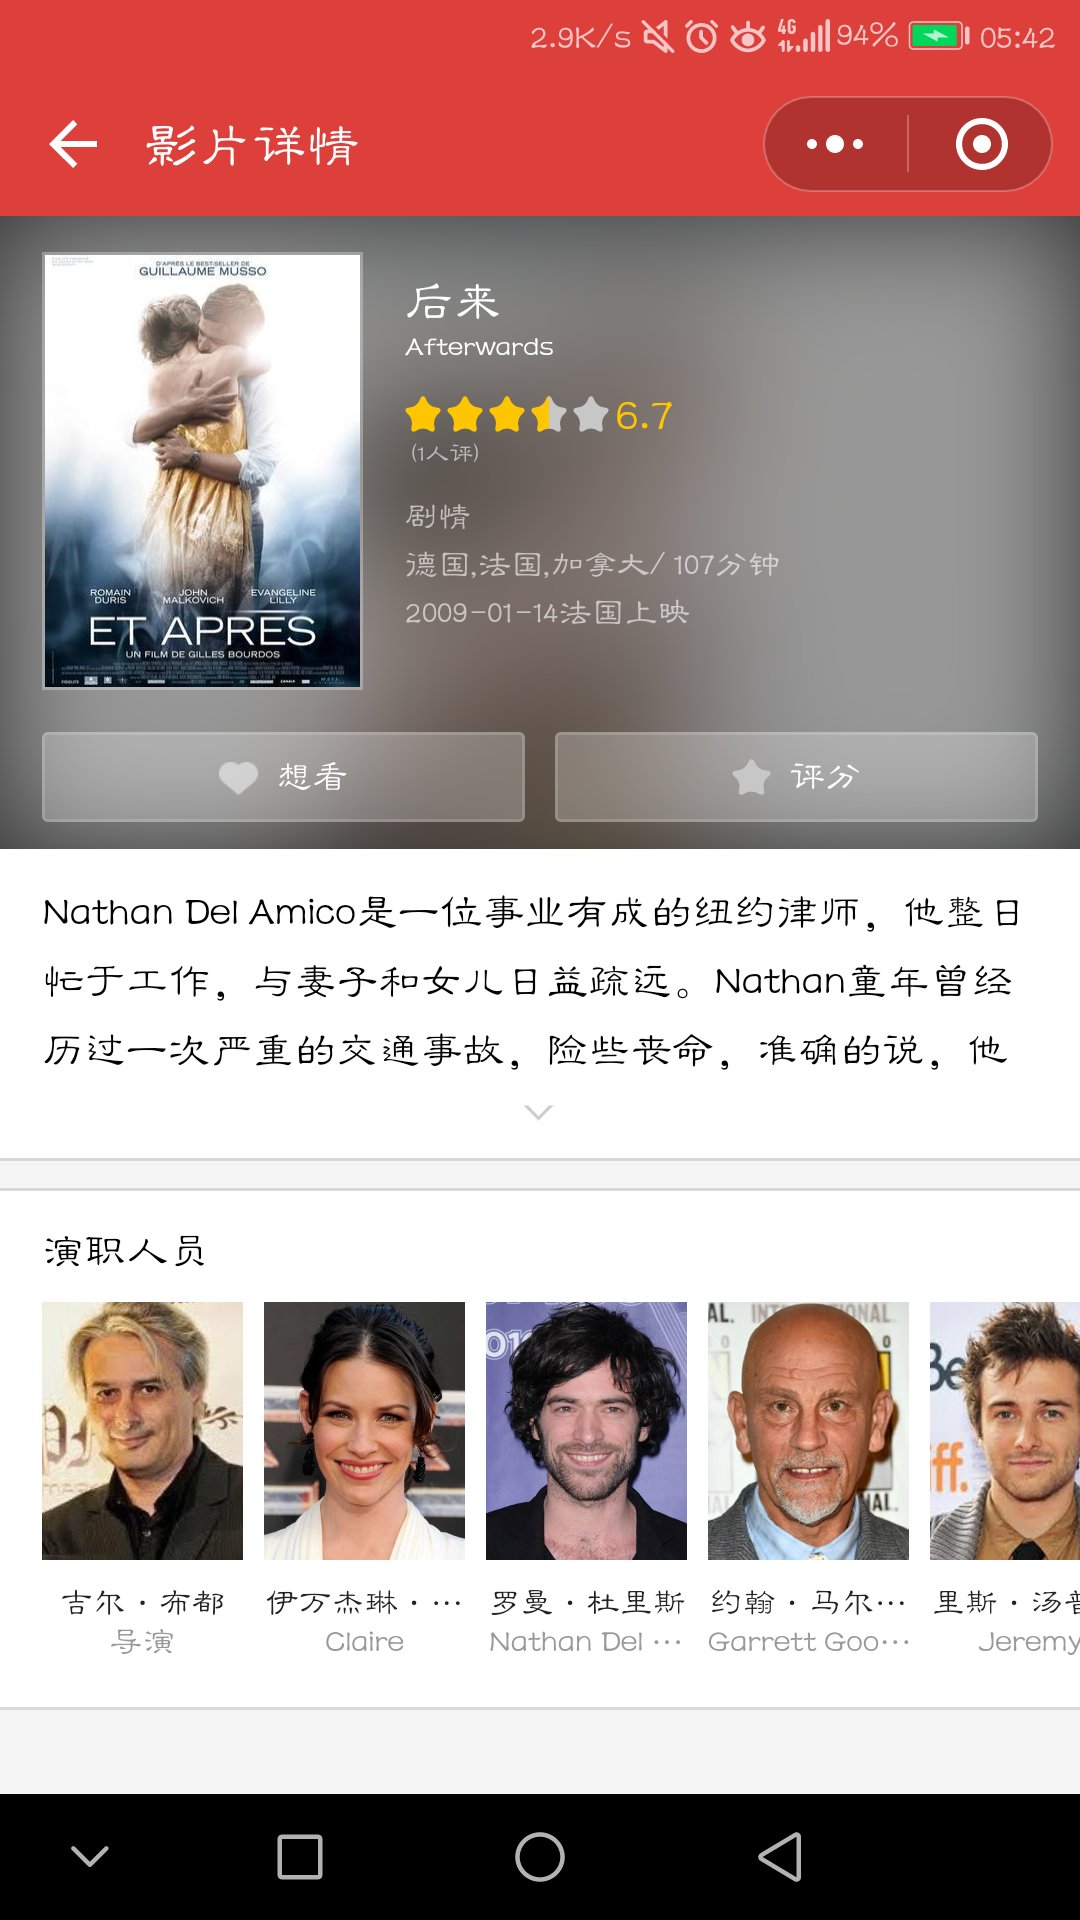 2.9K/s 4G 94% 05:42
影片详情
D'APRÈS LE BEST-SELLER DE
GUILLAUME MUSSO
ROMAIN DURIS
JOHN MALKOVICH
EVANGELINE LILLY
ET APRES
UN FILM DE GILLES BOURDOS
后来
Afterwards
6.7
(1人评)
剧情
德国,法国,加拿大/ 107分钟
2009-01-14法国上映
想看
评分
Nathan Del Amico是一位事业有成的纽约律师，他整日
忙于工作，与妻子和女儿日益疏远。Nathan童年曾经
历过一次严重的交通事故，险些丧命，准确的说，他
演职人员
吉尔·布都
导演
伊万杰琳·…
Claire
罗曼·杜里斯
Nathan Del …
约翰·马尔…
Garrett Goo…
里斯·汤普
Jeremy